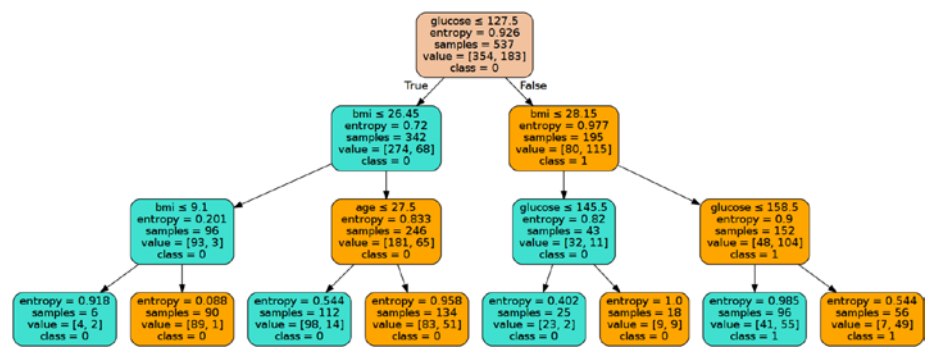 glucose ≤ 127.5
entropy = 0.926
samples = 537
value = [354, 183]
class = 0
True
False
bmi ≤ 26.45
entropy = 0.72
samples = 342
value = [274, 68]
class = 0
bmi ≤ 28.15
entropy = 0.977
samples = 195
value = [80, 115]
class = 1
bmi ≤ 9.1
entropy = 0.201
samples = 96
value = [93, 3]
class = 0
age ≤ 27.5
entropy = 0.833
samples = 246
value = [181, 65]
class = 0
glucose ≤ 145.5
entropy = 0.82
samples = 43
value = [32, 11]
class = 0
glucose ≤ 158.5
entropy = 0.9
samples = 152
value = [48, 104]
class = 1
entropy = 0.918
samples = 6
value = [4, 2]
class = 0
entropy = 0.088
samples = 90
value = [89, 1]
class = 0
entropy = 0.544
samples = 112
value = [98, 14]
class = 0
entropy = 0.958
samples = 134
value = [83, 51]
class = 0
entropy = 0.402
samples = 25
value = [23, 2]
class = 0
entropy = 1.0
samples = 18
value = [9, 9]
class = 0
entropy = 0.985
samples = 96
value = [41, 55]
class = 1
entropy = 0.544
samples = 56
value = [7, 49]
class = 1